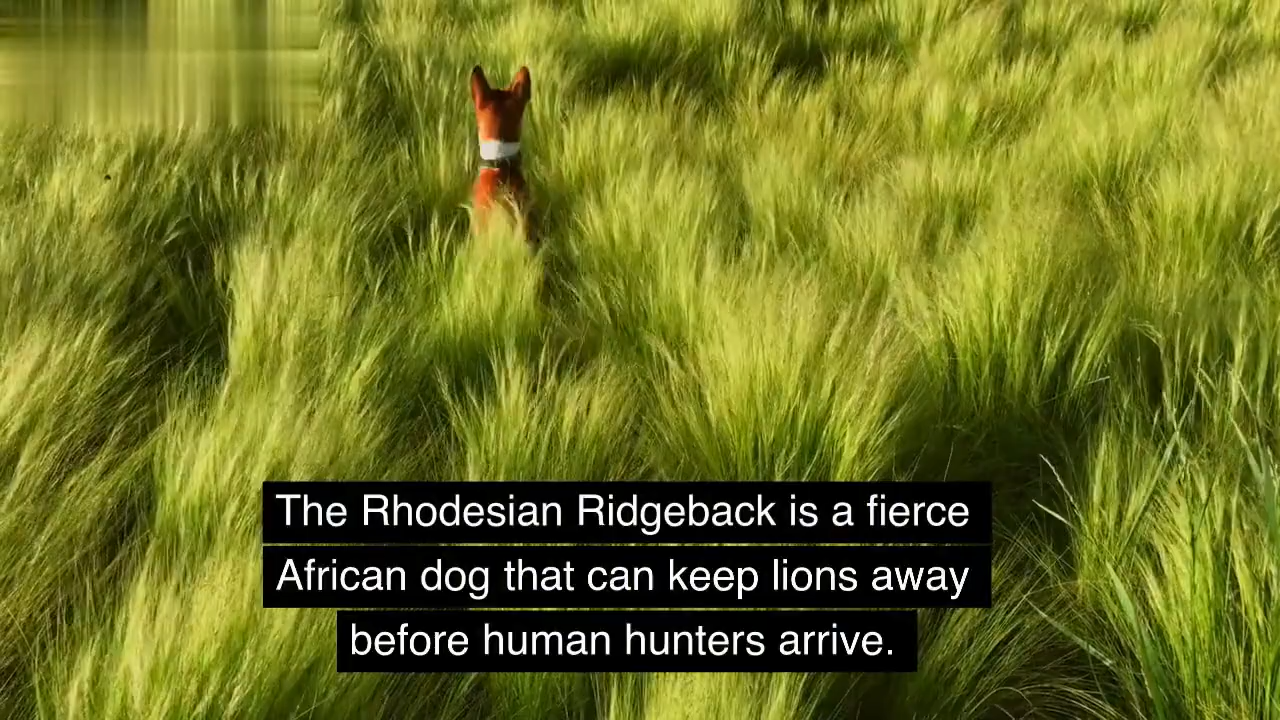 The Rhodesian Ridgeback is a fierce
African dog that can keep lions away
before human hunters arrive.